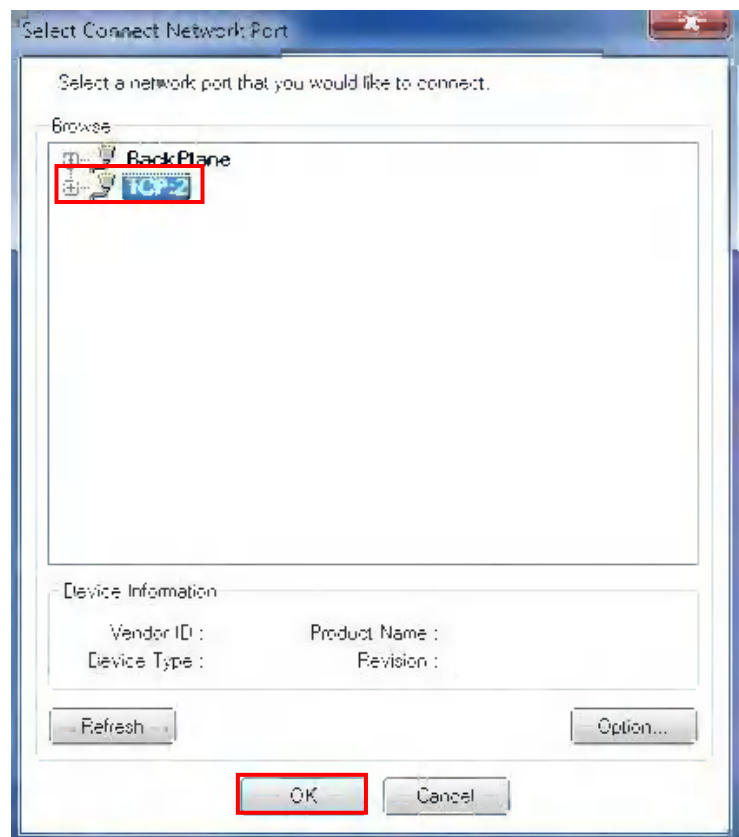 Select Connect Network Port
Select a network port that you would like to connect.
Browse
BackPlane
TCP:2
Device Information
Vendor ID : Product Name :
Device Type : Revision :
Refresh Option...
OK Cancel